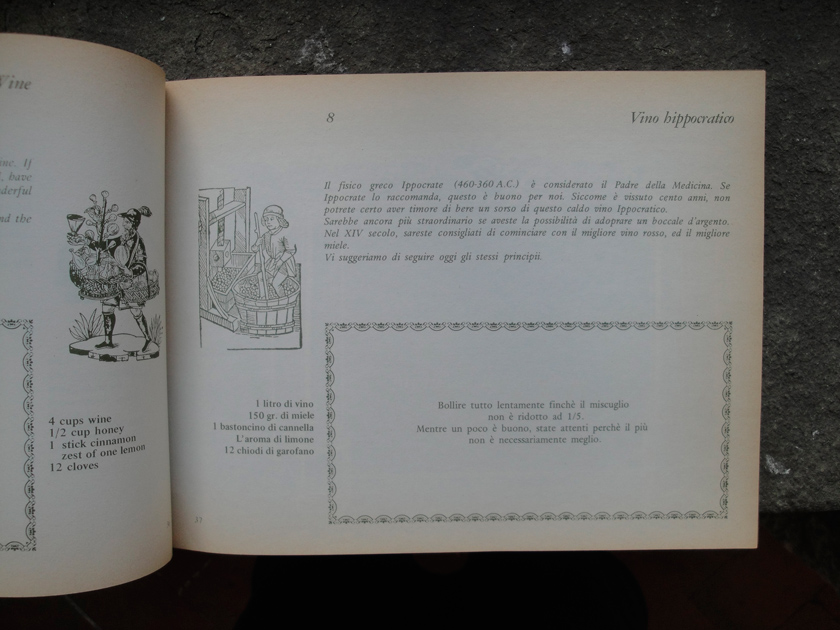 Wine
ine. If
, have
derful
nd the
4 cups wine
1/2 cup honey
1 stick cinnamon
zest of one lemon
12 cloves
8
Vino hippocratico
Il fisico greco Ippocrate (460-360 A.C.) è considerato il Padre della Medicina. Se
Ippocrate lo raccomanda, questo è buono per noi. Siccome è vissuto cento anni, non
potrete certo aver timore di bere un sorso di questo caldo vino Ippocratico.
Sarebbe ancora più straordinario se aveste la possibilità di adoprare un boccale d'argento.
Nel XIV secolo, sareste consigliati di cominciare con il migliore vino rosso, ed il migliore
miele.
Vi suggeriamo di seguire oggi gli stessi principii.
1 litro di vino
150 gr. di miele
1 bastoncino di cannella
L'aroma di limone
12 chiodi di garofano
Bollire tutto lentamente finchè il miscuglio
non è ridotto ad 1/5.
Mentre un poco è buono, state attenti perchè il più
non è necessariamente meglio.
37